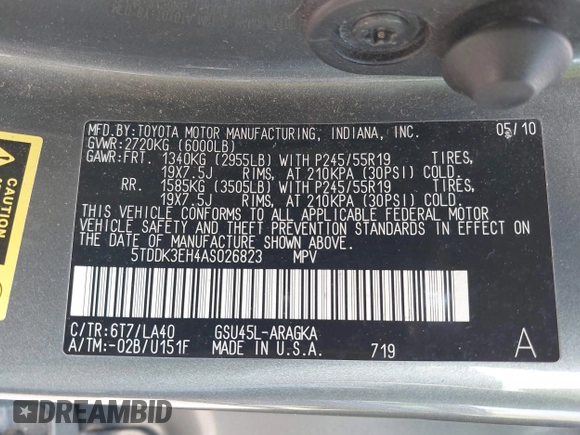 MFD.BY:TOYOTA MOTOR MANUFACTURING, INDIANA, INC. 05/10
GVWR:2720KG (6000LB)
GAWR:FRT. 1340KG (2955LB) WITH P245/55R19 TIRES,
19X7.5J RIMS, AT 210KPA (30PSI) COLD.
RR. 1585KG (3505LB) WITH P245/55R19 TIRES,
19X7.5J RIMS, AT 210KPA (30PSI) COLD.
THIS VEHICLE CONFORMS TO ALL APPLICABLE FEDERAL MOTOR
VEHICLE SAFETY AND THEFT PREVENTION STANDARDS IN EFFECT ON
THE DATE OF MANUFACTURE SHOWN ABOVE.
5TDDK3EH4AS026823 MPV
C/TR:6T7/LA40 GSU45L-ARAGKA
A/TM:-02B/U151F MADE IN U.S.A. 719 A
CAUTION
DREAMBID